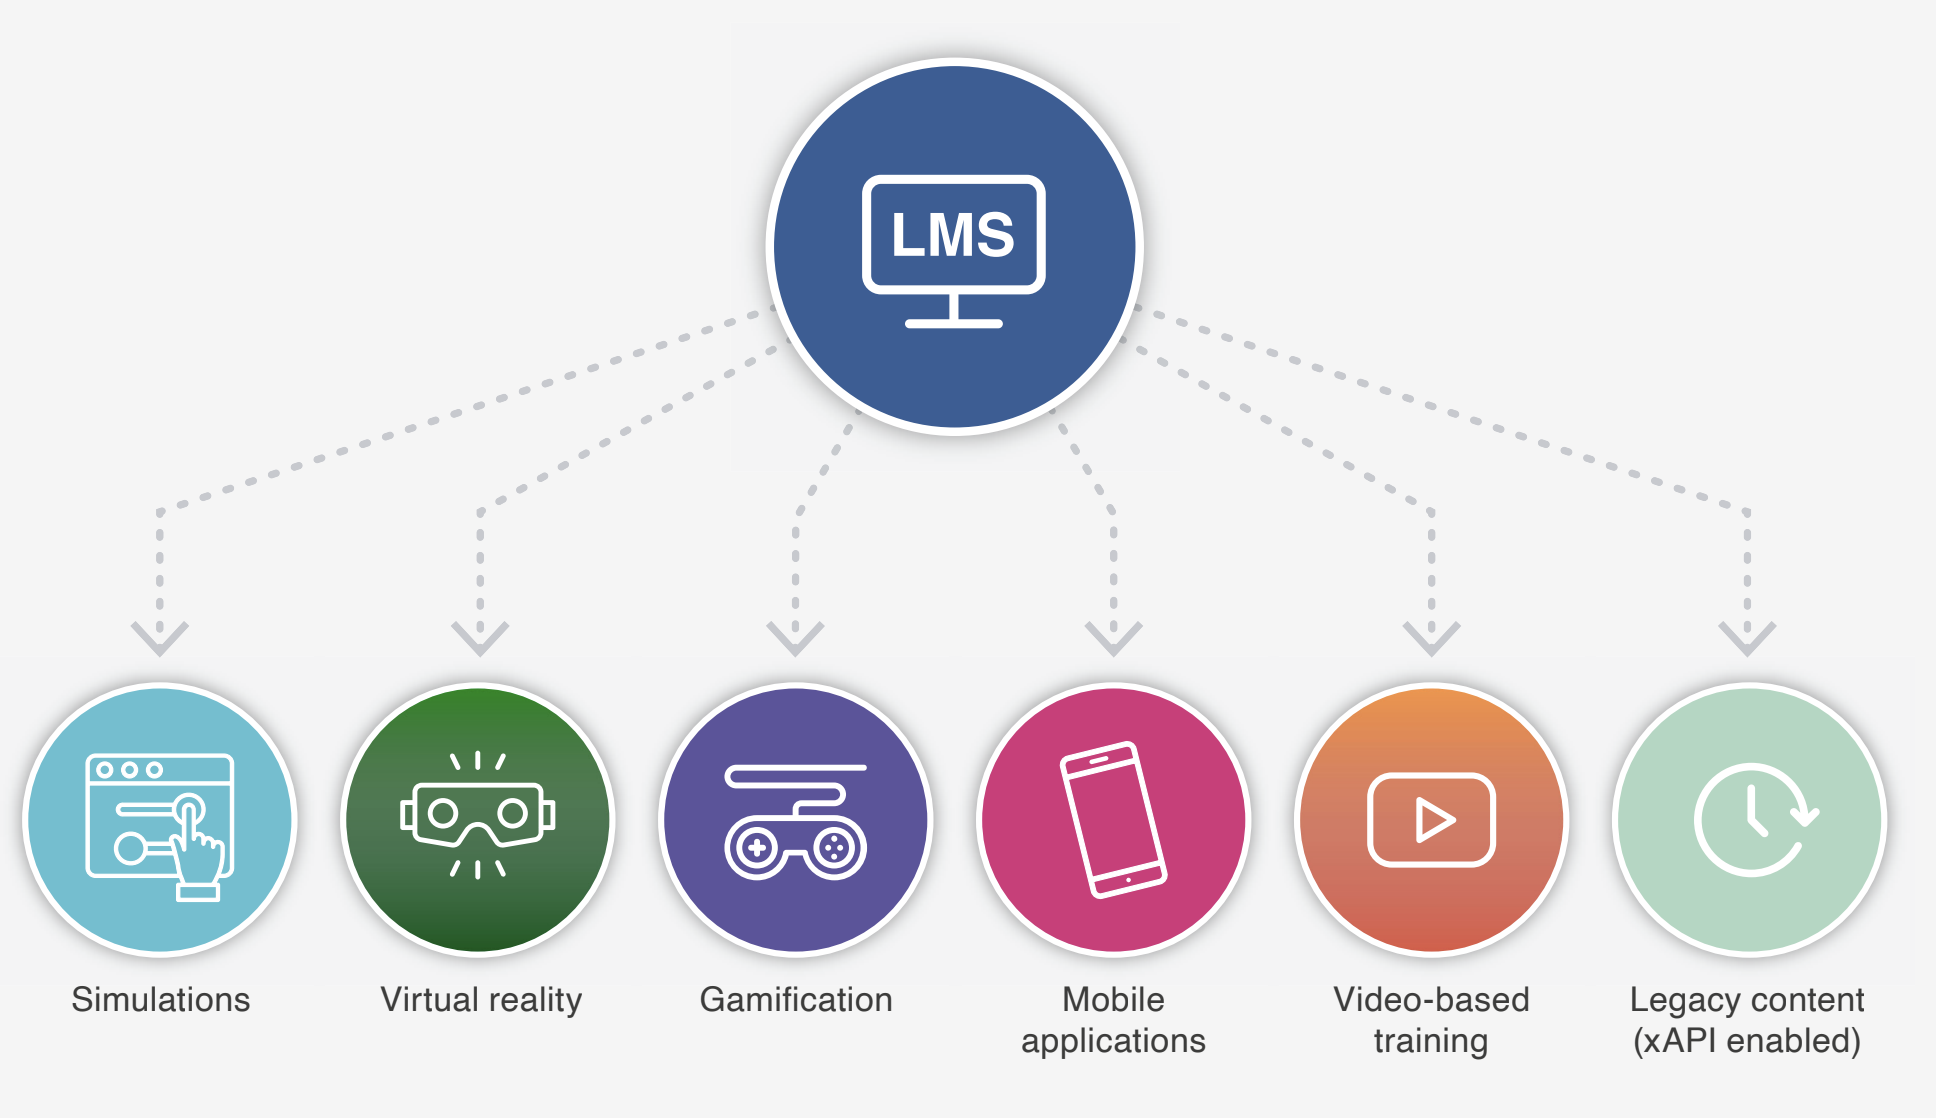 LMS
Simulations
Virtual reality
Gamification
Mobile
applications
Video-based
training
Legacy content
(xAPI enabled)